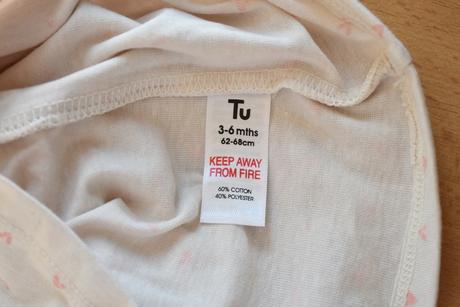 Tu
3-6 mths
62-68cm
KEEP AWAY
FROM FIRE
60% COTTON
40% POLYESTER